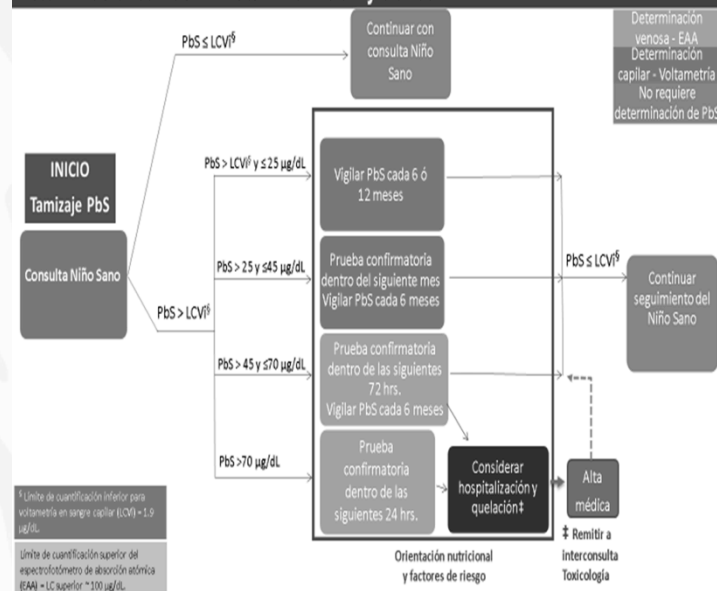 PbS ≤ LCVi§
Continuar con
consulta Niño
Sano
Determinación
venosa - EAA
Determinación
capilar - Voltametria
No requiere
determinación de PbS
INICIO
Tamizaje PbS
Consulta Niño Sano
PbS > LCVi§
PbS > LCVi§ y ≤25 µg/dL
Vigilar PbS cada 6 ó
12 meses
PbS > 25 y ≤45 µg/dL
Prueba confirmatoria
dentro del siguiente mes
Vigilar PbS cada 6 meses
PbS > 45 y ≤70 µg/dL
Prueba confirmatoria
dentro de las siguientes
72 hrs.
Vigilar PbS cada 6 meses
PbS >70 µg/dL
Prueba
confirmatoria
dentro de las
siguientes 24 hrs.
Considerar
hospitalización y
quelación‡
PbS ≤ LCVi§
Continuar
seguimiento del
Niño Sano
Alta
médica
‡ Remitir a
interconsulta
Toxicología
Orientación nutricional
y factores de riesgo
§ Límite de cuantificación inferior para
voltametría en sangre capilar (LCVi) = 1.9
µg/dL.
Límite de cuantificación superior del
espectrofotómetro de absorción atómica
(EAA) = LC superior ~ 100 µg/dL.